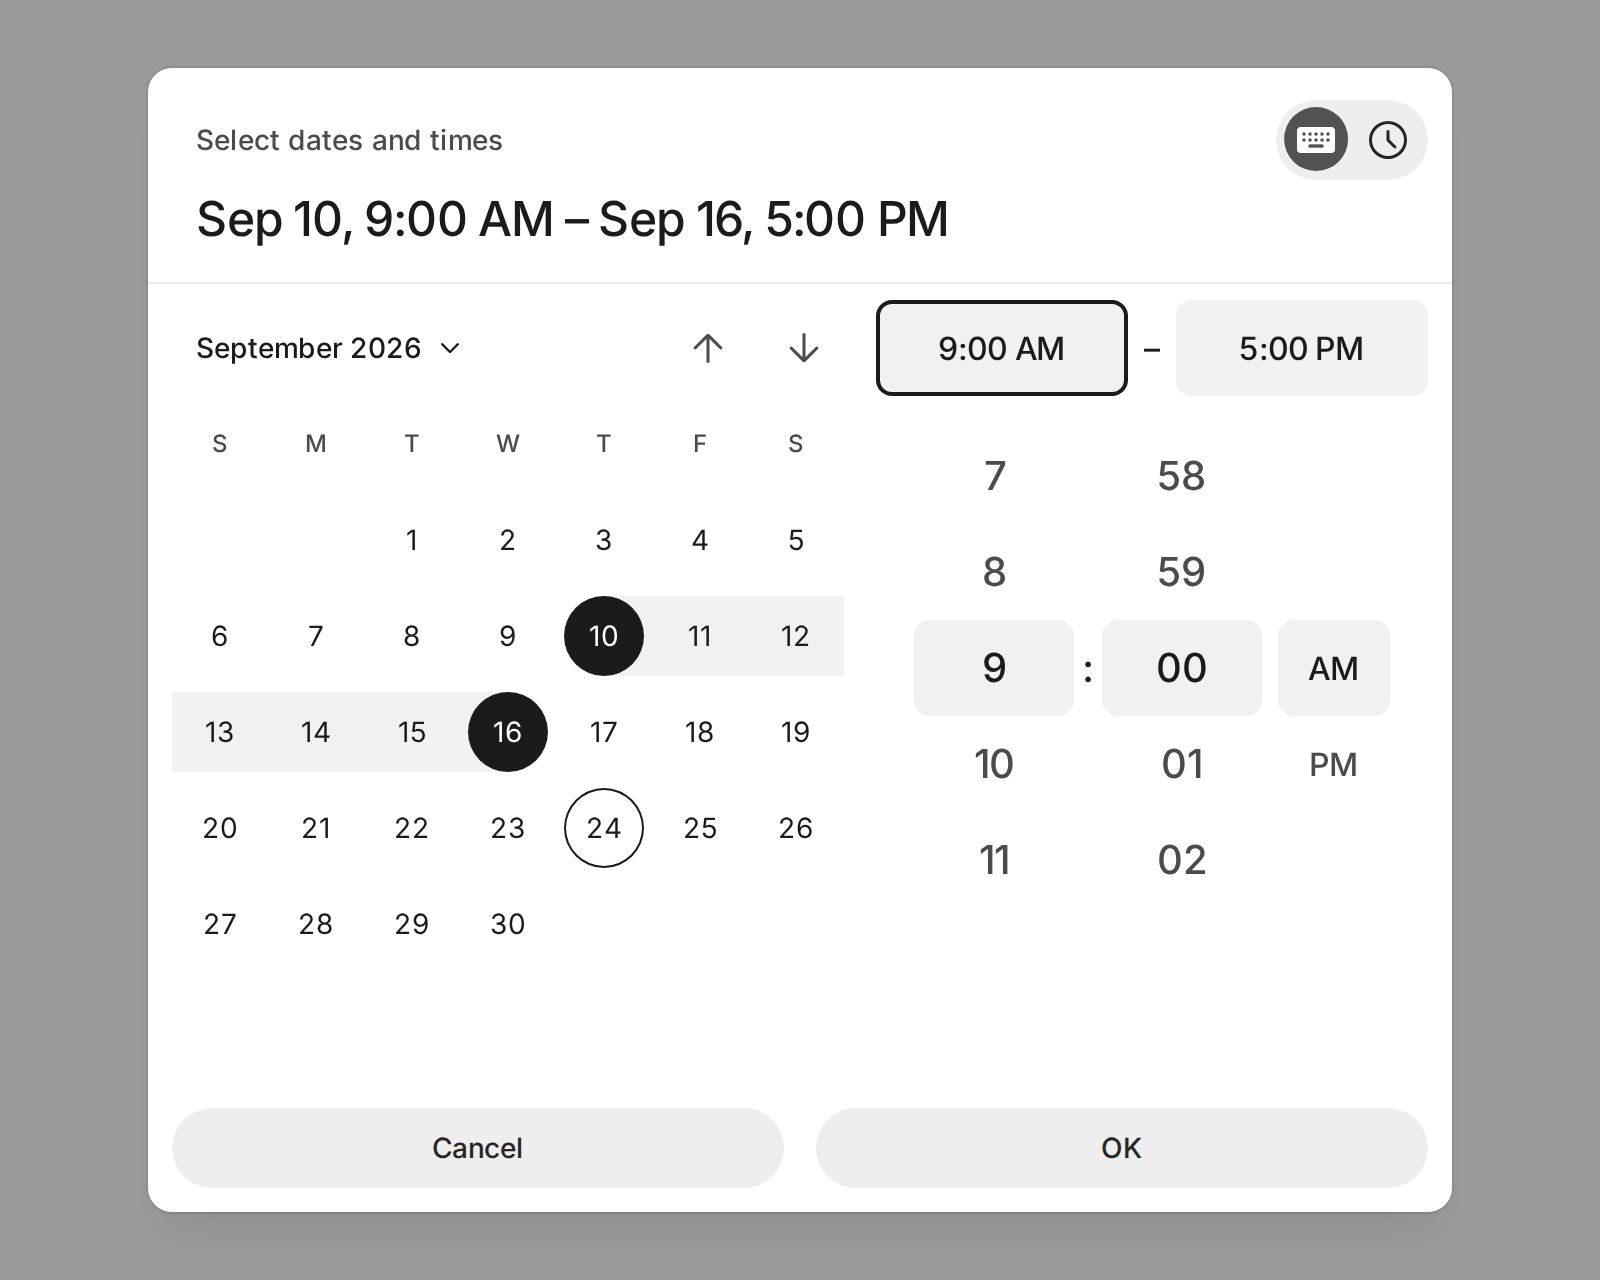 Select dates and times
Sep 10, 9:00 AM – Sep 16, 5:00 PM
September 2026
S M T W T F S
1 2 3 4 5
6 7 8 9 10 11 12
13 14 15 16 17 18 19
20 21 22 23 24 25 26
27 28 29 30
9:00 AM – 5:00 PM
7 58
8 59
9 : 00 AM
10 01 PM
11 02
Cancel
OK